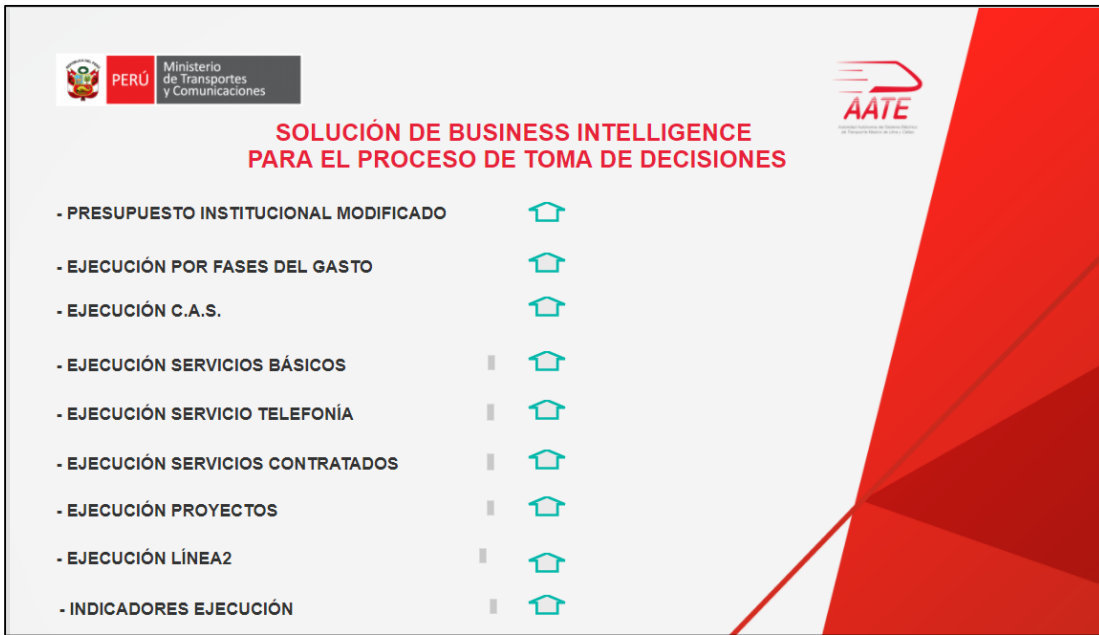 PERÚ
Ministerio
de Transportes
y Comunicaciones
AATE
SOLUCIÓN DE BUSINESS INTELLIGENCE
PARA EL PROCESO DE TOMA DE DECISIONES
- PRESUPUESTO INSTITUCIONAL MODIFICADO
- EJECUCIÓN POR FASES DEL GASTO
- EJECUCIÓN C.A.S.
- EJECUCIÓN SERVICIOS BÁSICOS
- EJECUCIÓN SERVICIO TELEFONÍA
- EJECUCIÓN SERVICIOS CONTRATADOS
- EJECUCIÓN PROYECTOS
- EJECUCIÓN LÍNEA2
- INDICADORES EJECUCIÓN